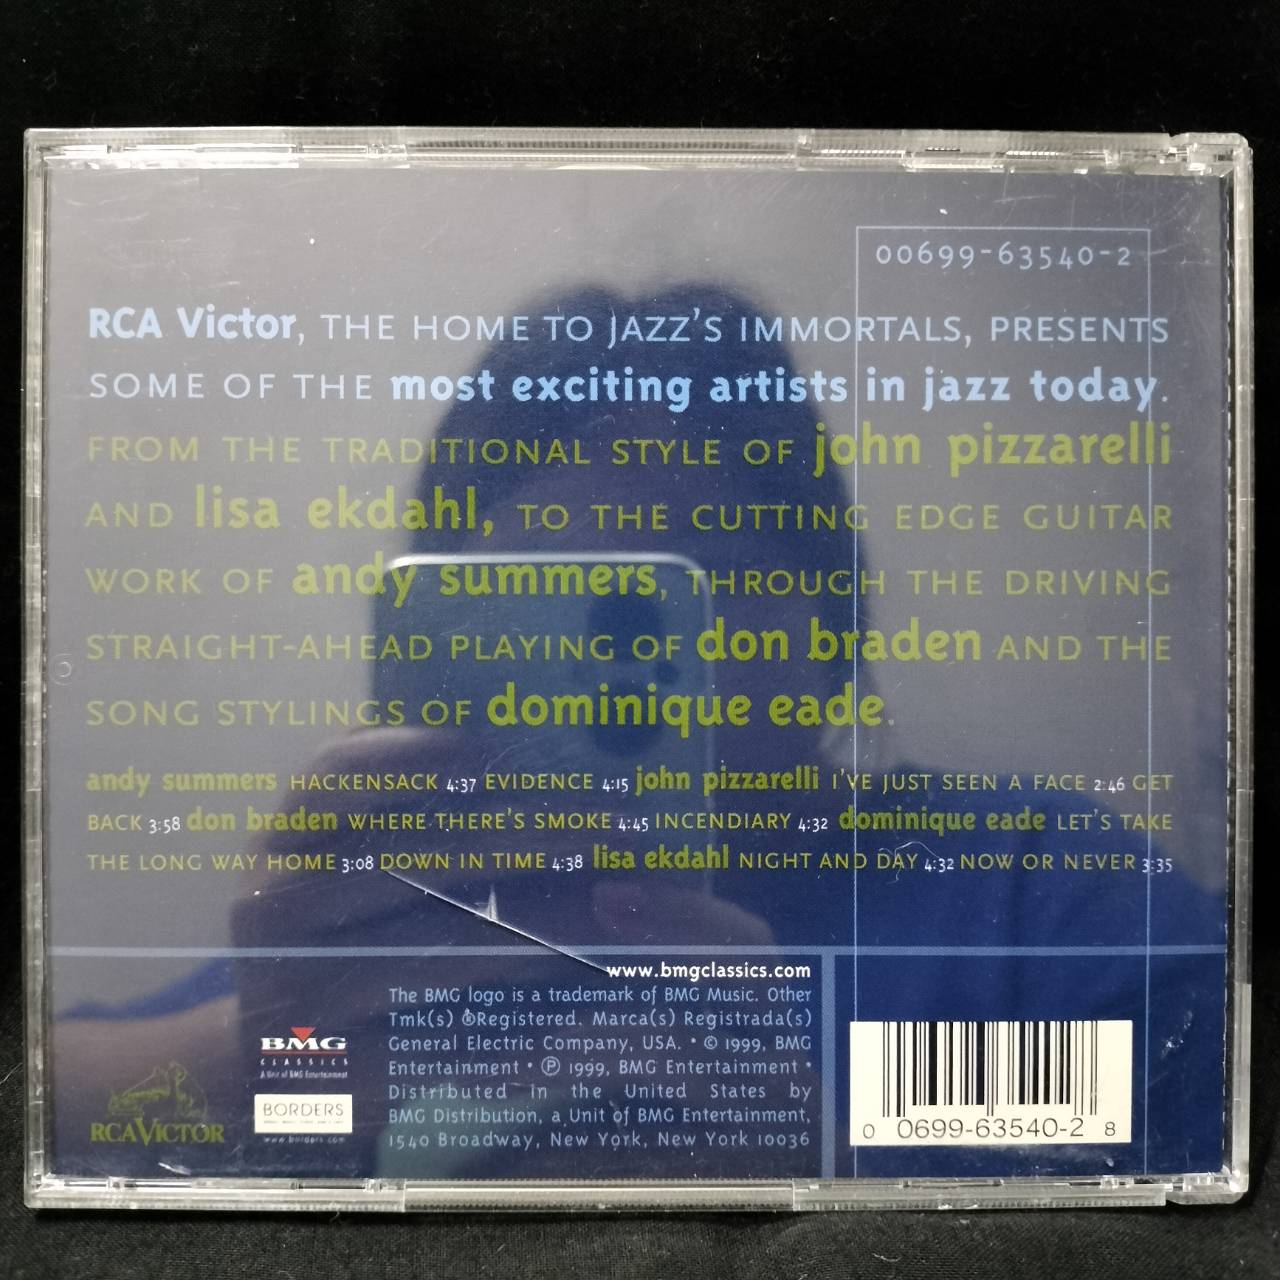 00699-63540-2
RCA Victor, THE HOME TO JAZZ'S IMMORTALS, PRESENTS
SOME OF THE most exciting artists in jazz today.
FROM THE TRADITIONAL STYLE OF john pizzarelli
AND lisa ekdahl, TO THE CUTTING EDGE GUITAR
WORK OF andy summers, THROUGH THE DRIVING
STRAIGHT-AHEAD PLAYING OF don braden AND THE
SONG STYLINGS OF dominique eade.
andy summers HACKENSACK 4:37 EVIDENCE 4:15 john pizzarelli I'VE JUST SEEN A FACE 2:46 GET
BACK 3:58 don braden WHERE THERE'S SMOKE 4:45 INCENDIARY 4:32 dominique eade LET'S TAKE
THE LONG WAY HOME 3:08 DOWN IN TIME 4:38 lisa ekdahl NIGHT AND DAY 4:32 NOW OR NEVER 3:35
www.bmgclassics.com
The BMG logo is a trademark of BMG Music. Other
Tmk(s) ®Registered. Marca(s) Registrada(s)
General Electric Company, USA. • © 1999, BMG
Entertainment • ℗ 1999, BMG Entertainment •
Distributed in the United States by
BMG Distribution, a Unit of BMG Entertainment,
1540 Broadway, New York, New York 10036
BMG
CLASSICS
A Unit of BMG Entertainment
RCA VICTOR
BORDERS
www.borders.com
0 0699-63540-2 8